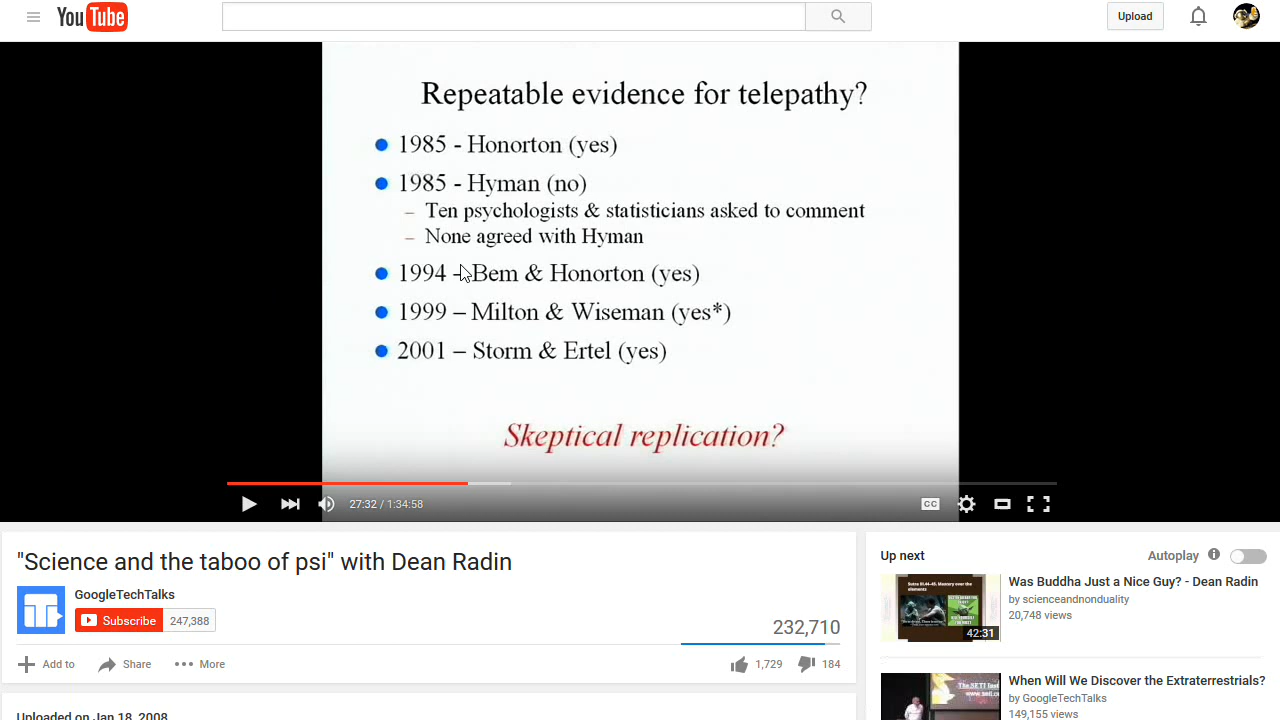 YouTube
Upload
Repeatable evidence for telepathy?
1985 - Honorton (yes)
1985 - Hyman (no)
– Ten psychologists & statisticians asked to comment
– None agreed with Hyman
1994 – Bem & Honorton (yes)
1999 – Milton & Wiseman (yes*)
2001 – Storm & Ertel (yes)
Skeptical replication?
27:32 / 1:34:58
CC
"Science and the taboo of psi" with Dean Radin
GoogleTechTalks
Subscribe 247,388
232,710
Add to Share More
1,729 184
Uploaded on Jan 18, 2008
Up next
Autoplay
Was Buddha Just a Nice Guy? - Dean Radin
by scienceandnonduality
20,748 views
42:31
When Will We Discover the Extraterrestrials?
by GoogleTechTalks
149,155 views